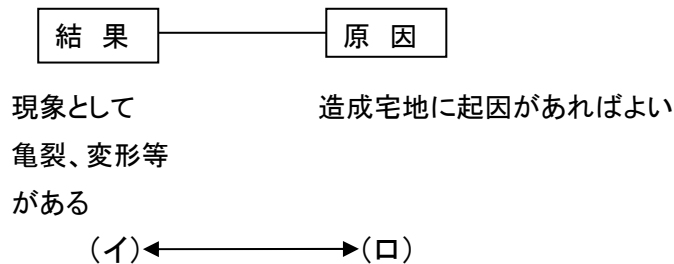 結 果 原 因
現象として 造成宅地に起因があればよい
亀裂、変形等
がある
(イ) (ロ)